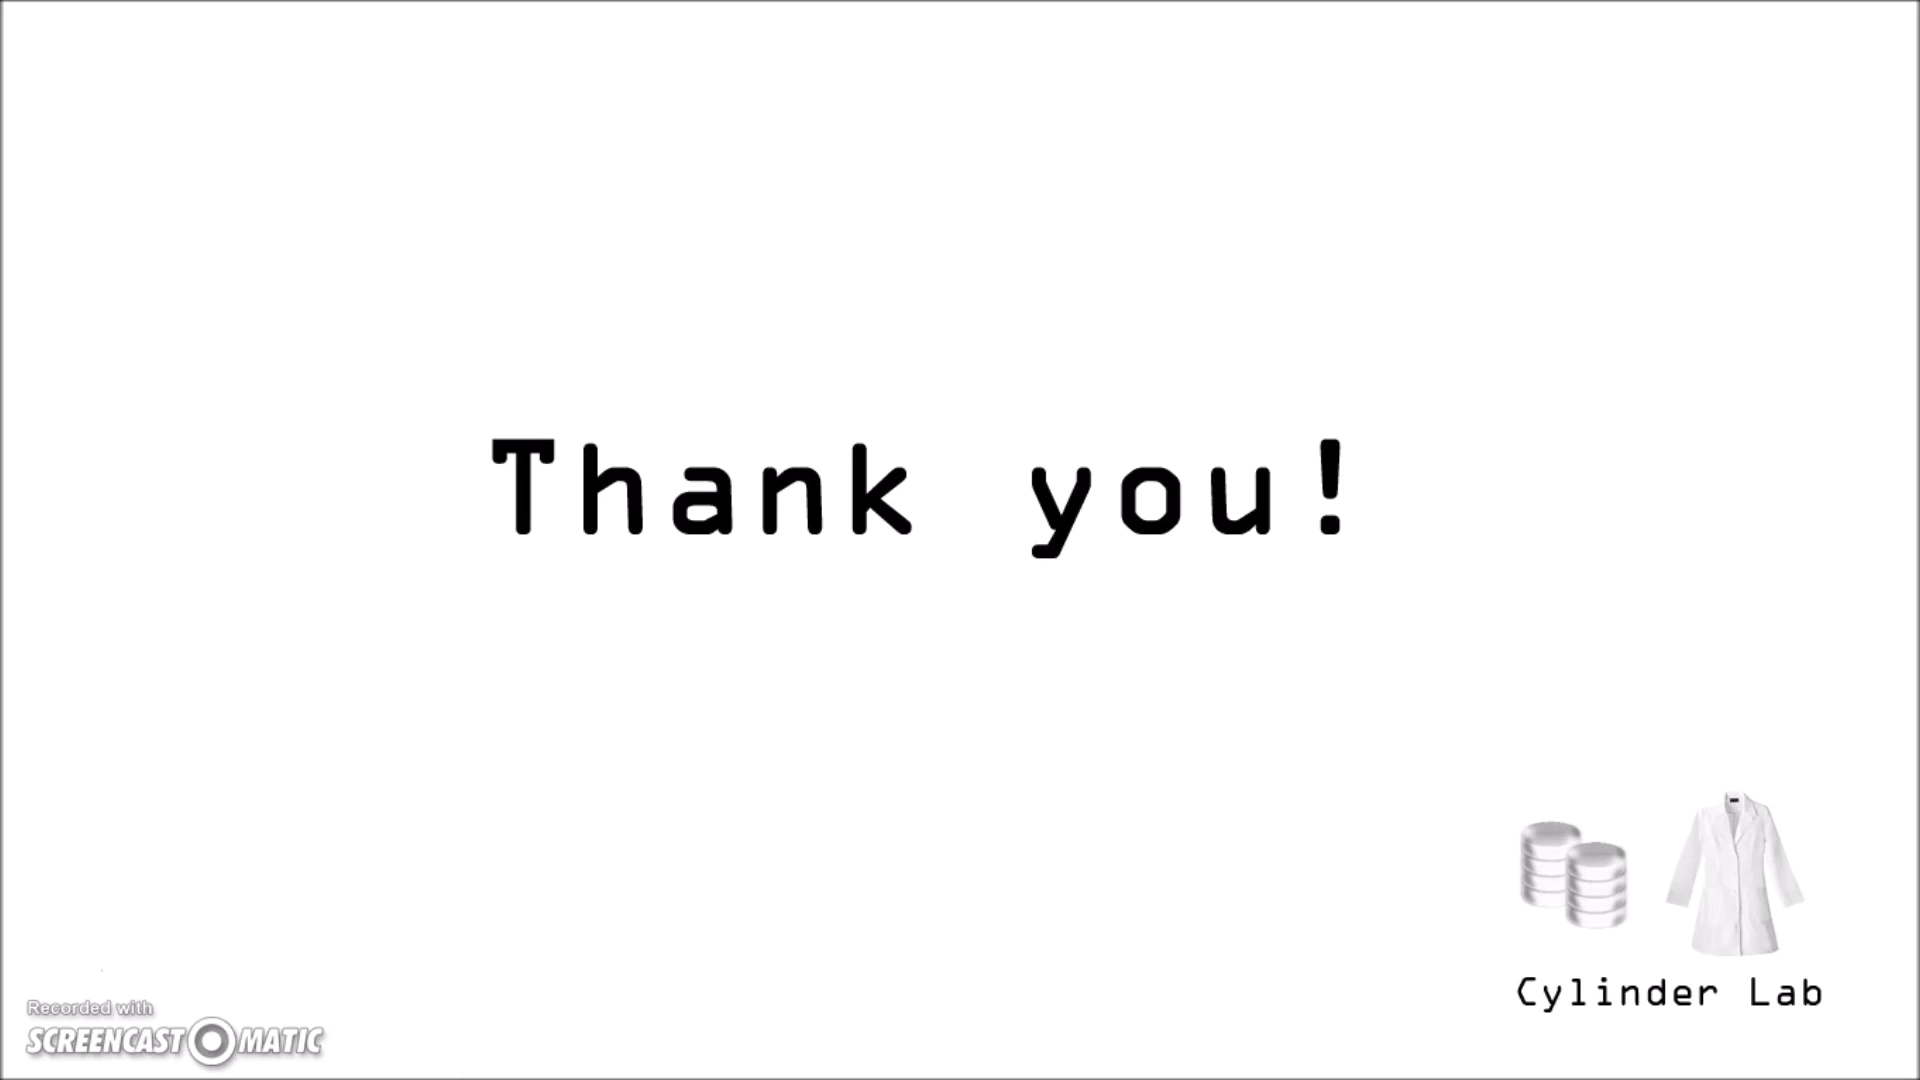 Thank you!
Cylinder Lab
Recorded with
SCREENCAST O MATIC